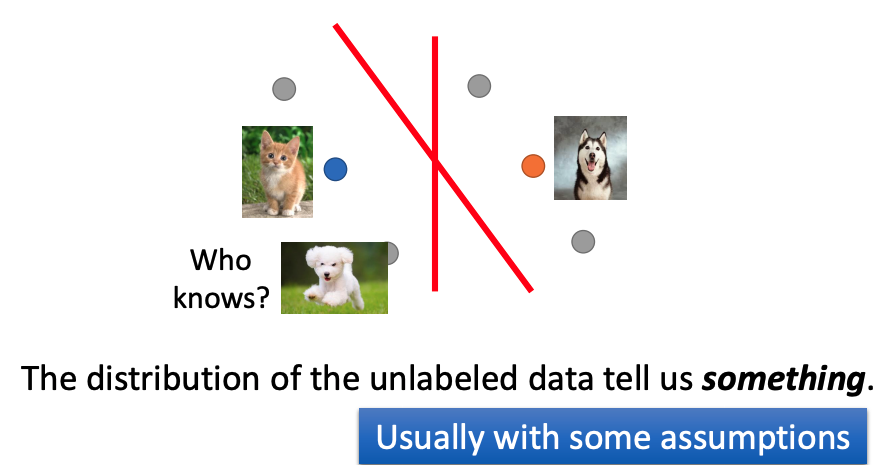 Who
knows?
The distribution of the unlabeled data tell us something.
Usually with some assumptions